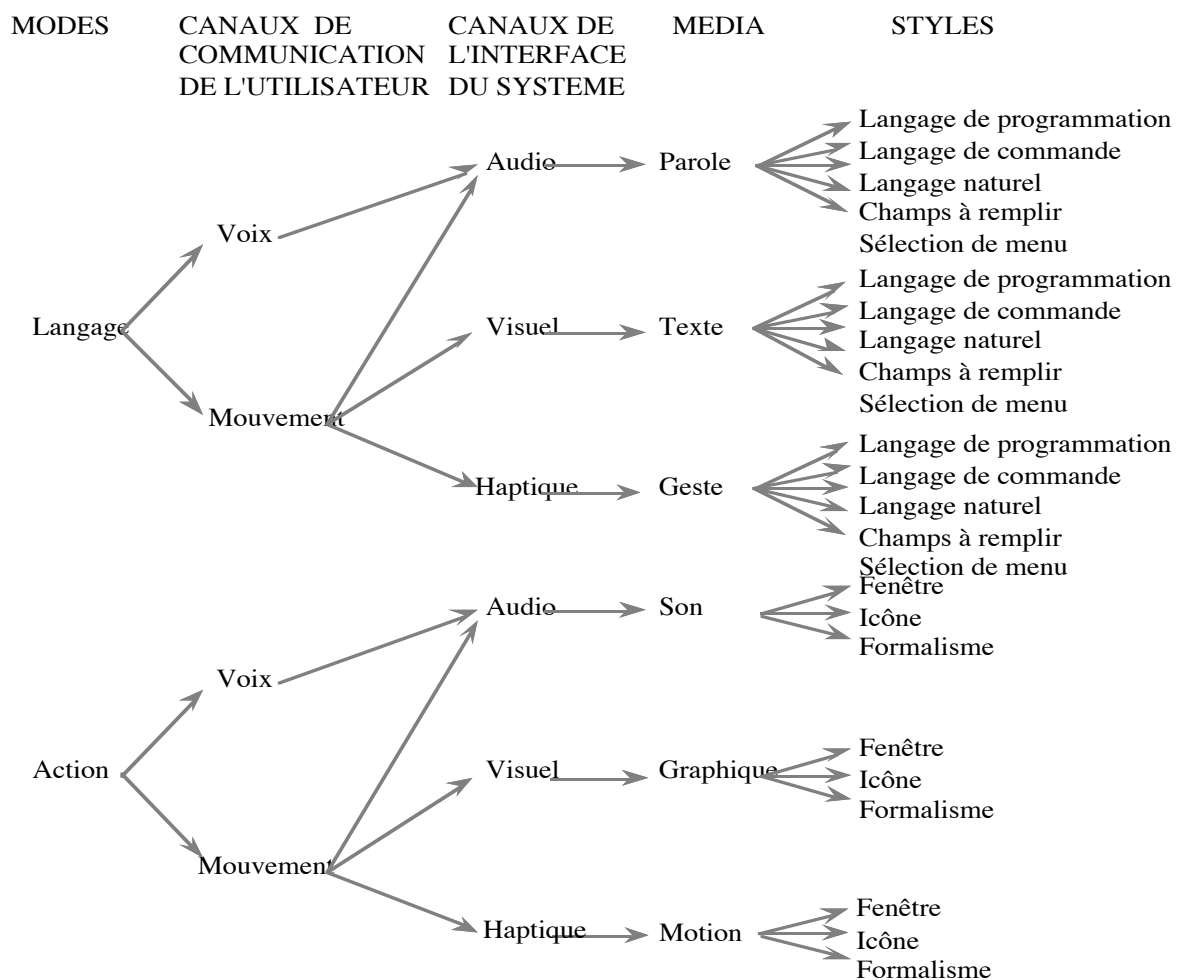 MODES
CANAUX DE
COMMUNICATION
DE L'UTILISATEUR
CANAUX DE
L'INTERFACE
DU SYSTEME
MEDIA
STYLES
Langage
Voix
Mouvement
Audio
Visuel
Haptique
Parole
Texte
Geste
Langage de programmation
Langage de commande
Langage naturel
Champs à remplir
Sélection de menu
Langage de programmation
Langage de commande
Langage naturel
Champs à remplir
Sélection de menu
Langage de programmation
Langage de commande
Langage naturel
Champs à remplir
Sélection de menu
Action
Voix
Mouvement
Audio
Visuel
Haptique
Son
Graphique
Motion
Fenêtre
Icône
Formalisme
Fenêtre
Icône
Formalisme
Fenêtre
Icône
Formalisme